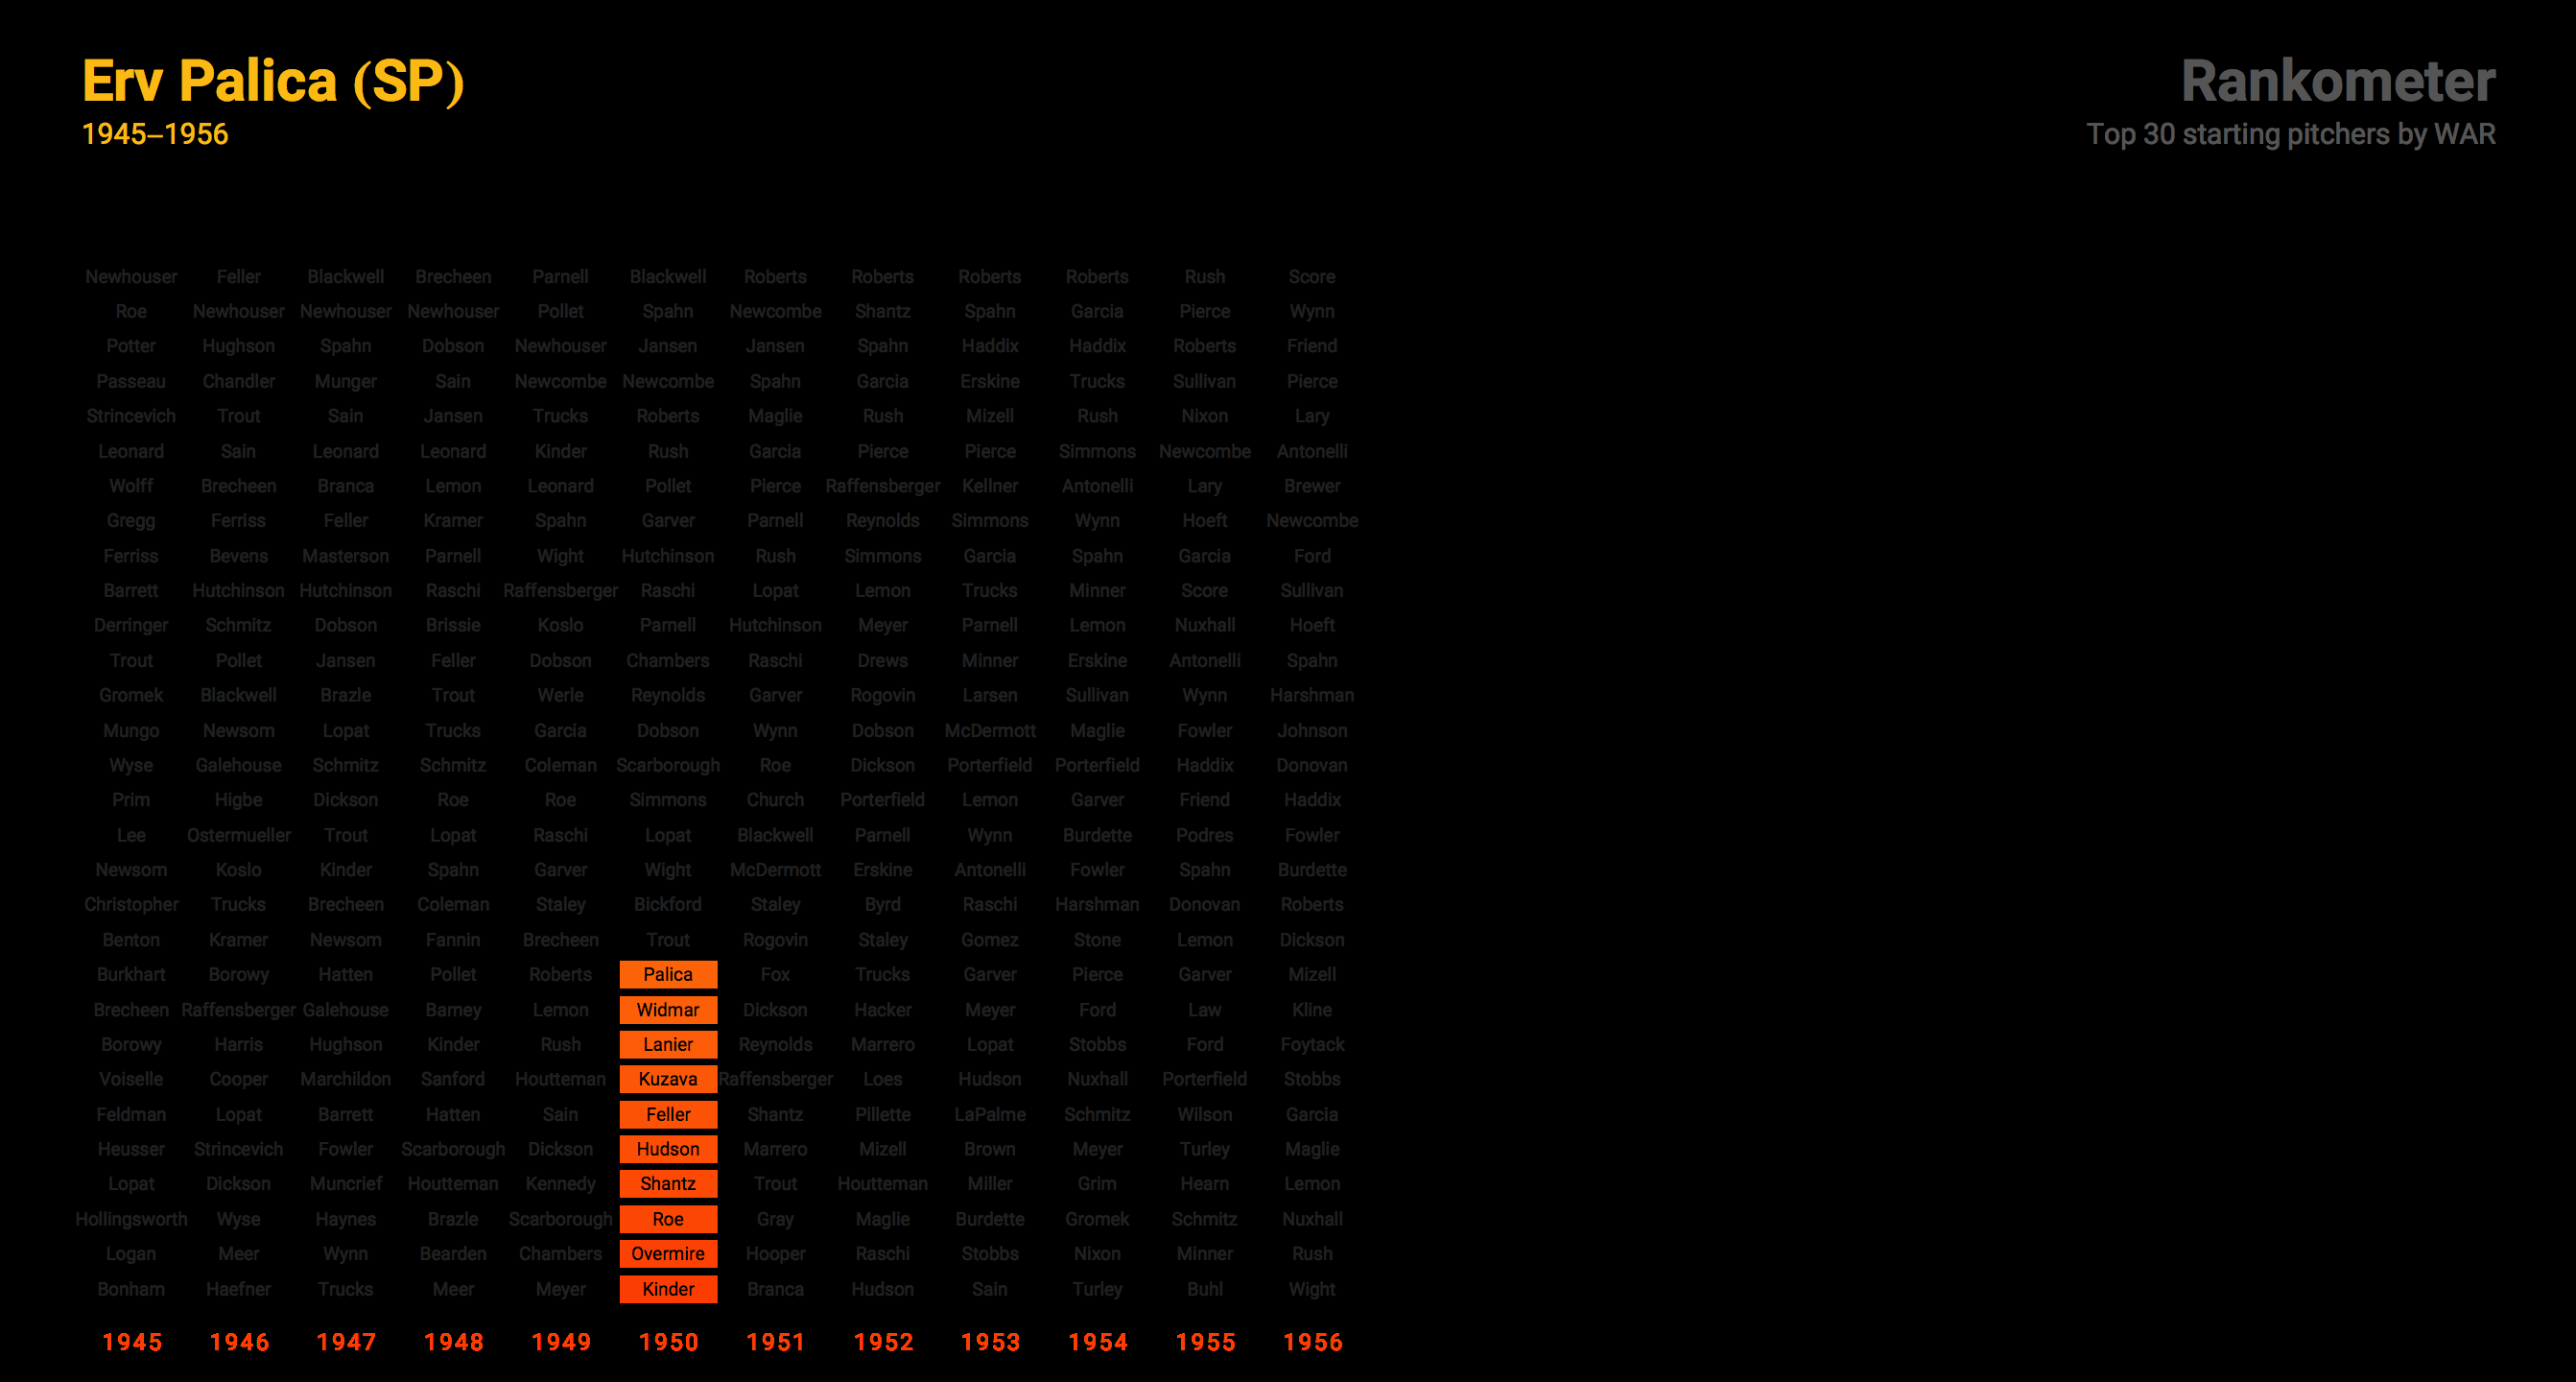 Erv Palica (SP)
1945–1956
Rankometer
Top 30 starting pitchers by WAR
Newhouser Feller Blackwell Brecheen Parnell Blackwell Roberts Roberts Roberts Roberts Rush Score
Roe Newhouser Newhouser Newhouser Pollet Spahn Newcombe Shantz Spahn Garcia Pierce Wynn
Potter Hughson Spahn Dobson Newhouser Jansen Jansen Spahn Haddix Haddix Roberts Friend
Passeau Chandler Munger Sain Newcombe Newcombe Spahn Garcia Erskine Trucks Sullivan Pierce
Strincevich Trout Sain Jansen Trucks Roberts Maglie Rush Mizell Rush Nixon Lary
Leonard Sain Leonard Leonard Kinder Rush Garcia Pierce Pierce Simmons Newcombe Antonelli
Wolff Brecheen Branca Lemon Leonard Pollet Pierce Raffensberger Kellner Antonelli Lary Brewer
Gregg Ferriss Feller Kramer Spahn Garver Parnell Reynolds Simmons Wynn Hoeft Newcombe
Ferriss Bevens Masterson Parnell Wight Hutchinson Rush Simmons Garcia Spahn Garcia Ford
Barrett Hutchinson Hutchinson Raschi Raffensberger Raschi Lopat Lemon Trucks Minner Score Sullivan
Derringer Schmitz Dobson Brissie Koslo Parnell Hutchinson Meyer Parnell Lemon Nuxhall Hoeft
Trout Pollet Jansen Feller Dobson Chambers Raschi Drews Minner Erskine Antonelli Spahn
Gromek Blackwell Brazle Trout Werle Reynolds Garver Rogovin Larsen Sullivan Wynn Harshman
Mungo Newsom Lopat Trucks Garcia Dobson Wynn Dobson McDermott Maglie Fowler Johnson
Wyse Galehouse Schmitz Schmitz Coleman Scarborough Roe Dickson Porterfield Porterfield Haddix Donovan
Prim Higbe Dickson Roe Roe Simmons Church Porterfield Lemon Garver Friend Haddix
Lee Ostermueller Trout Lopat Raschi Lopat Blackwell Parnell Wynn Burdette Podres Fowler
Newsom Koslo Kinder Spahn Garver Wight McDermott Erskine Antonelli Fowler Spahn Burdette
Christopher Trucks Brecheen Coleman Staley Bickford Staley Byrd Raschi Harshman Donovan Roberts
Benton Kramer Newsom Fannin Brecheen Trout Rogovin Staley Gomez Stone Lemon Dickson
Burkhart Borowy Hatten Pollet Roberts Palica Fox Trucks Garver Pierce Garver Mizell
Brecheen Raffensberger Galehouse Barney Lemon Widmar Dickson Hacker Meyer Ford Law Kline
Borowy Harris Hughson Kinder Rush Lanier Reynolds Marrero Lopat Stobbs Ford Foytack
Voiselle Cooper Marchildon Sanford Houtteman Kuzava Raffensberger Loes Hudson Nuxhall Porterfield Stobbs
Feldman Lopat Barrett Hatten Sain Feller Shantz Pillette LaPalme Schmitz Wilson Garcia
Heusser Strincevich Fowler Scarborough Dickson Hudson Marrero Mizell Brown Meyer Turley Maglie
Lopat Dickson Muncrief Houtteman Kennedy Shantz Trout Houtteman Miller Grim Hearn Lemon
Hollingsworth Wyse Haynes Brazle Scarborough Roe Gray Maglie Burdette Gromek Schmitz Nuxhall
Logan Meer Wynn Bearden Chambers Overmire Hooper Raschi Stobbs Nixon Minner Rush
Bonham Haefner Trucks Meer Meyer Kinder Branca Hudson Sain Turley Buhl Wight
1945 1946 1947 1948 1949 1950 1951 1952 1953 1954 1955 1956